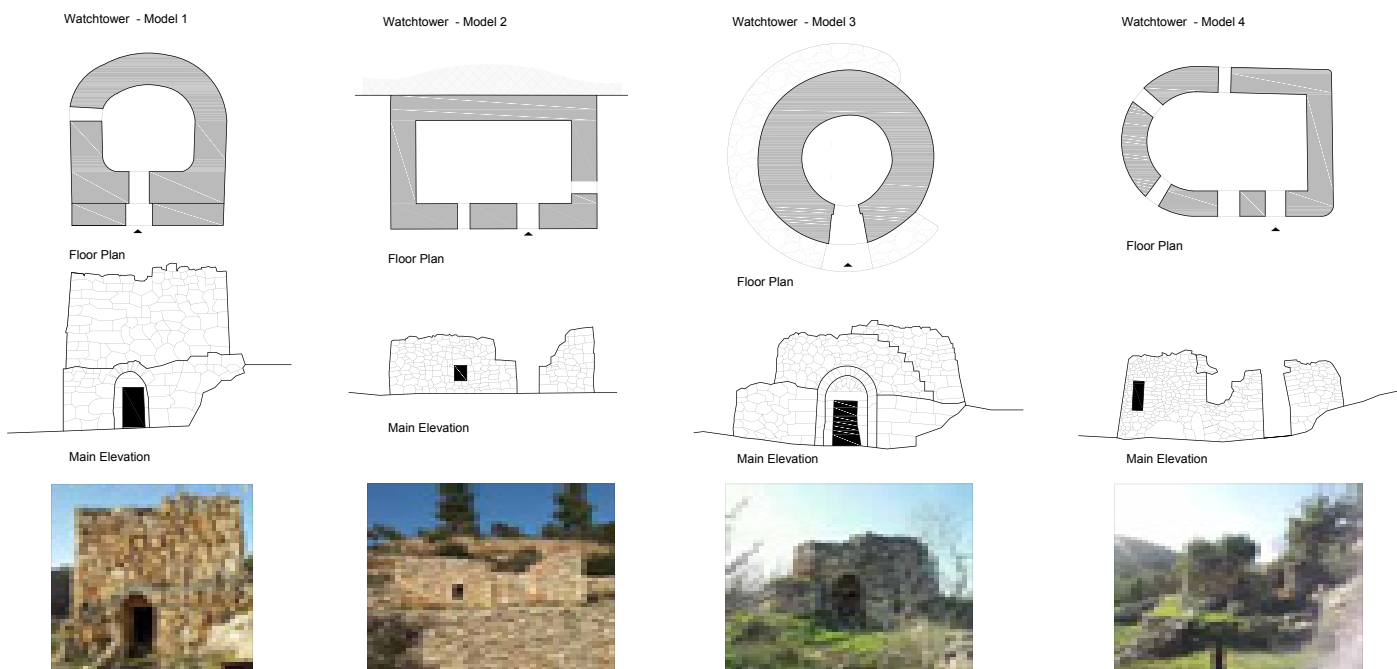 Watchtower - Model 1
Watchtower - Model 2
Watchtower - Model 3
Watchtower - Model 4
Floor Plan
Floor Plan
Floor Plan
Floor Plan
Main Elevation
Main Elevation
Main Elevation
Main Elevation